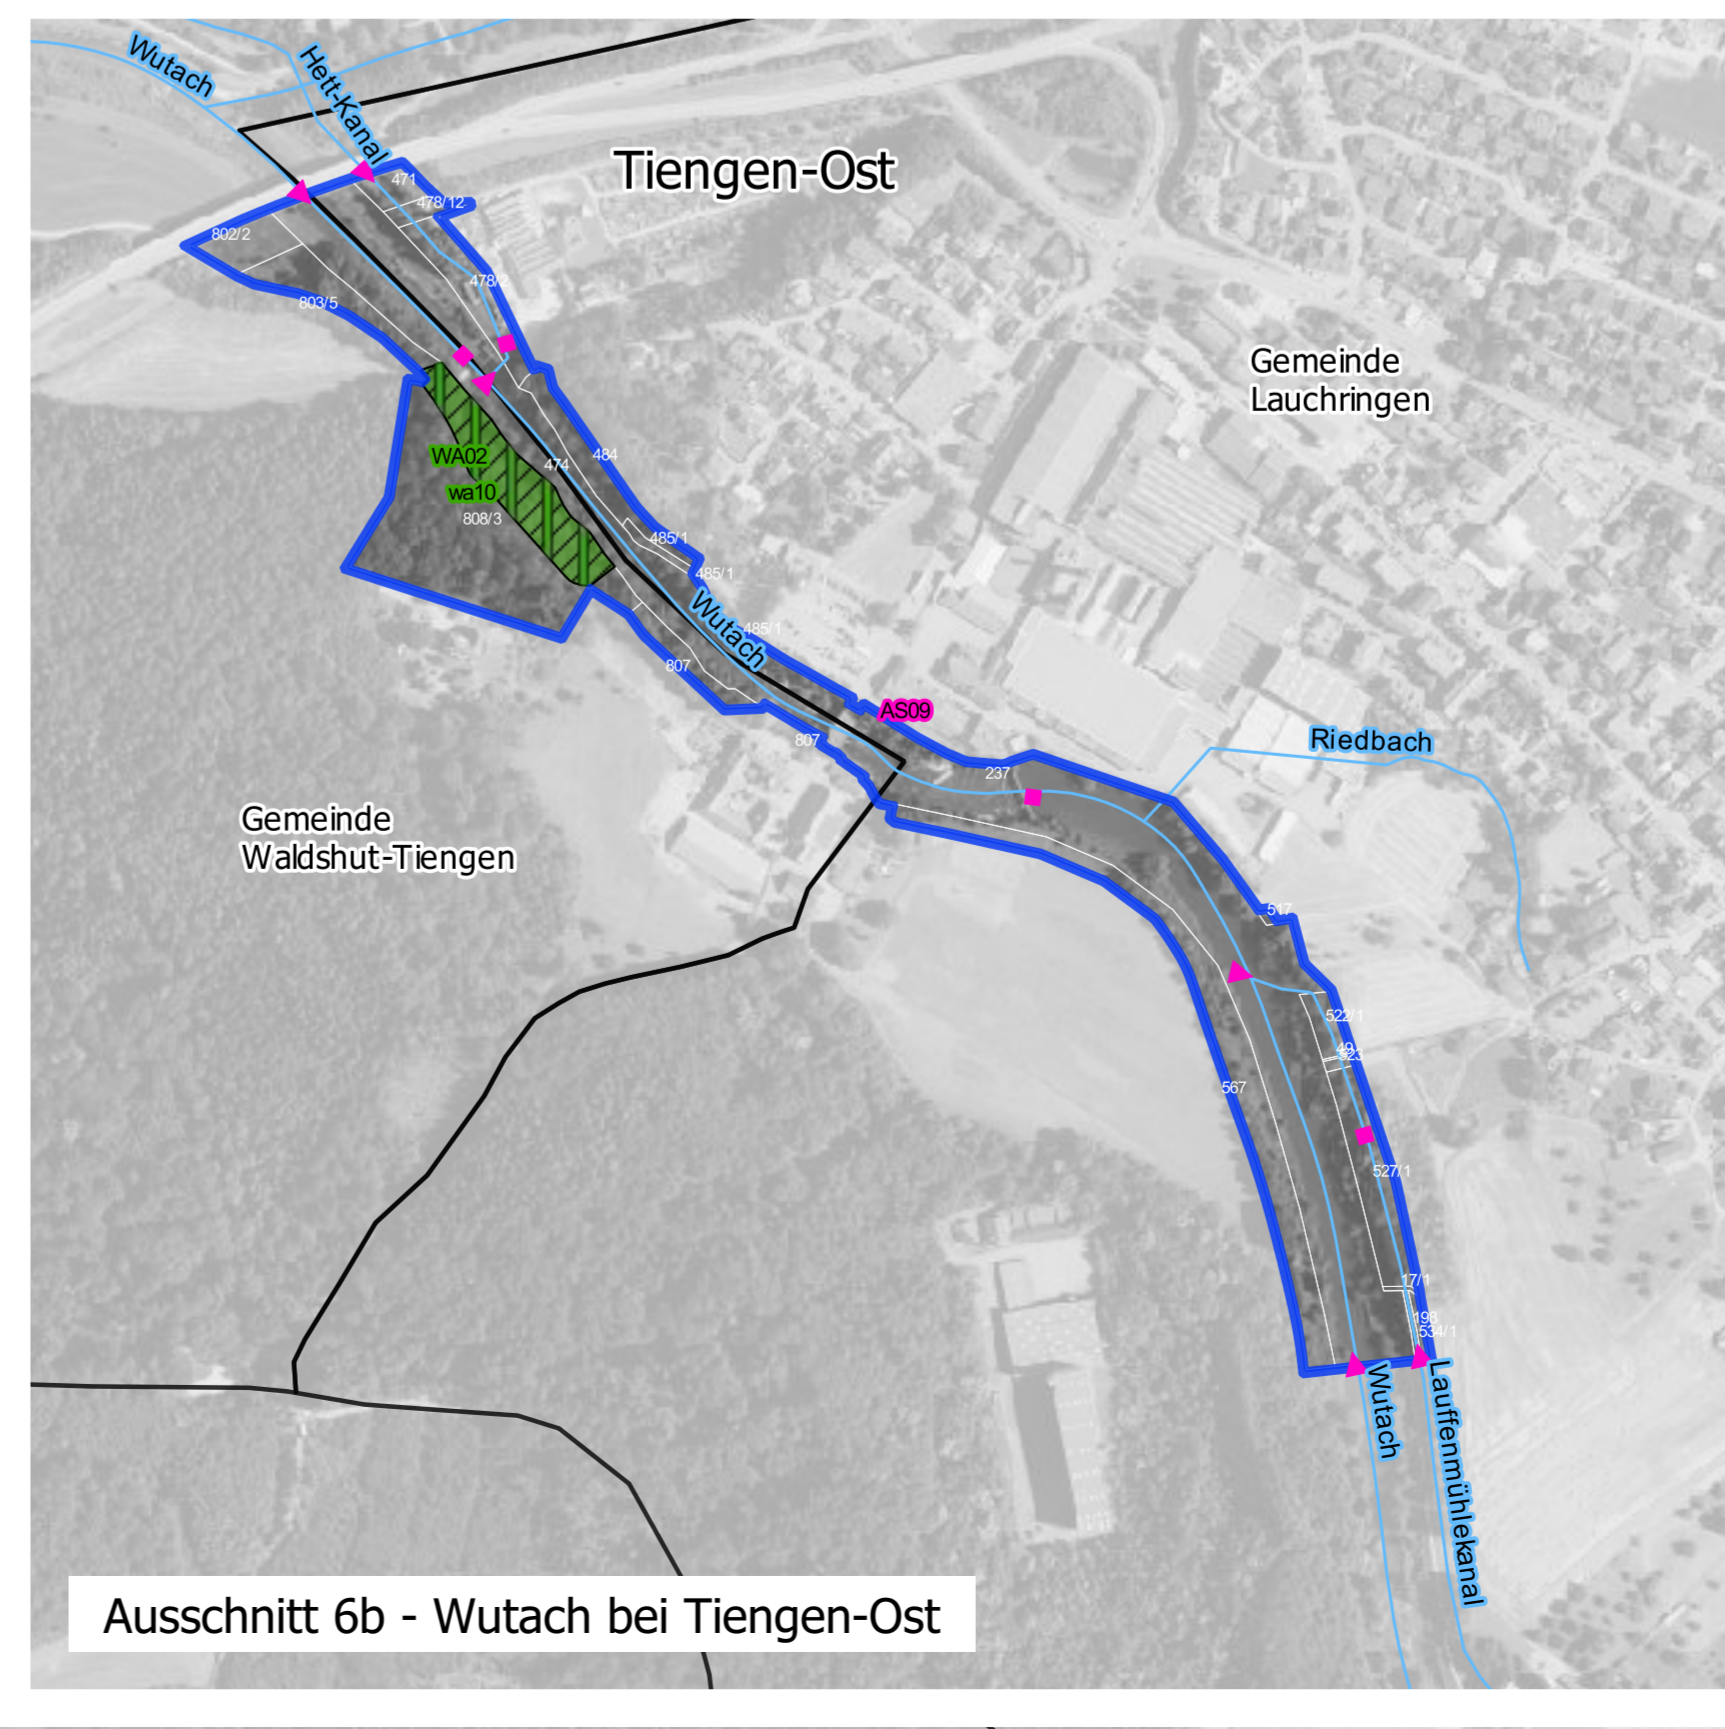 Wutach
Hett-Kanal
Tiengen-Ost
471
478/12
802/2
478/2
803/5
Gemeinde
Lauchringen
WA02
474
484
wa10
808/3
485/1
485/1
Wutach
485/1
807
AS09
807
Riedbach
237
Gemeinde
Waldshut-Tiengen
517
522/1
49
523
567
527/1
17/1
198
534/1
Wutach
Lauffenmühlekanal
Ausschnitt 6b - Wutach bei Tiengen-Ost